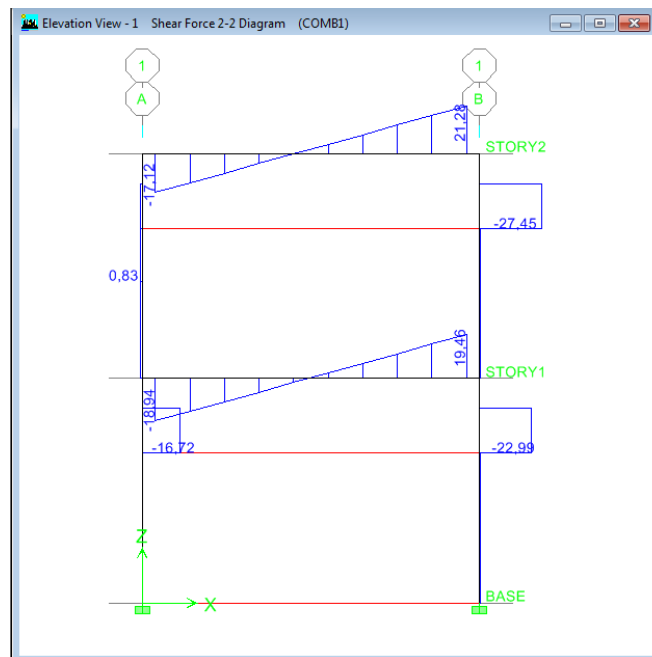 Elevation View - 1 Shear Force 2-2 Diagram (COMB1)
1
1
A
B
21,28
STORY2
-17,12
-27,45
0,83
19,46
STORY1
-18,94
-16,72
-22,99
Z
X
BASE